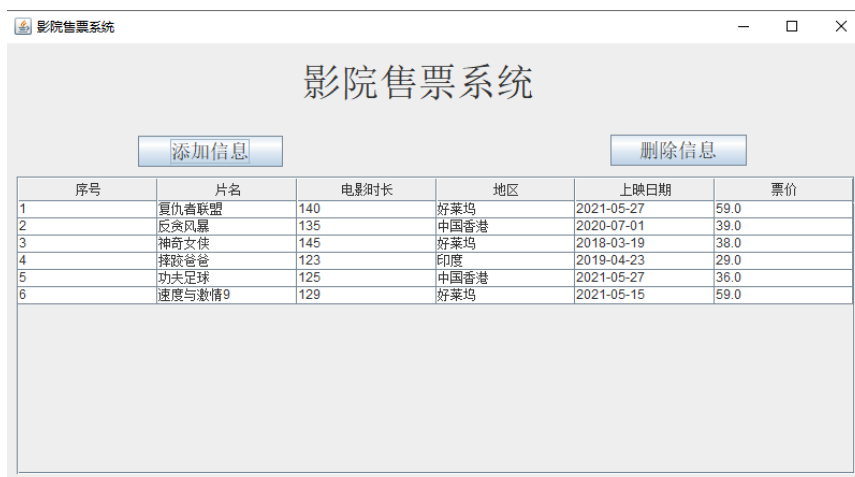 影院售票系统
影院售票系统
添加信息 删除信息
序号 片名 电影时长 地区 上映日期 票价
1 复仇者联盟 140 好莱坞 2021-05-27 59.0
2 反贪风暴 135 中国香港 2020-07-01 39.0
3 神奇女侠 145 好莱坞 2018-03-19 38.0
4 摔跤爸爸 123 印度 2019-04-23 29.0
5 功夫足球 125 中国香港 2021-05-27 36.0
6 速度与激情9 129 好莱坞 2021-05-15 59.0